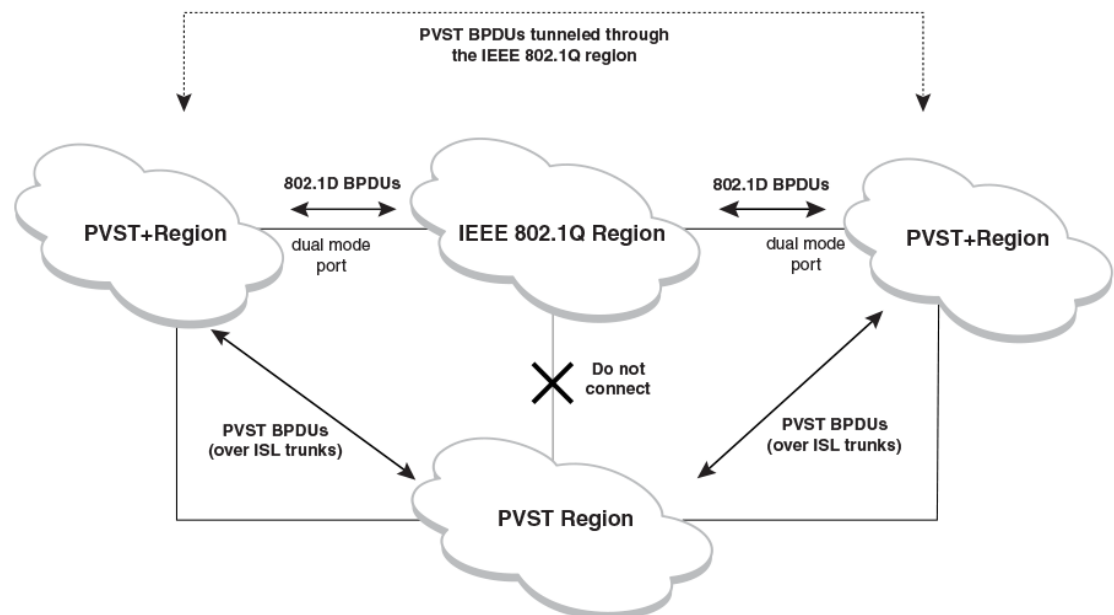 PVST BPDUs tunneled through
the IEEE 802.1Q region
802.1D BPDUs
802.1D BPDUs
PVST+Region
IEEE 802.1Q Region
PVST+Region
dual mode
port
dual mode
port
Do not
connect
PVST BPDUs
(over ISL trunks)
PVST BPDUs
(over ISL trunks)
PVST Region